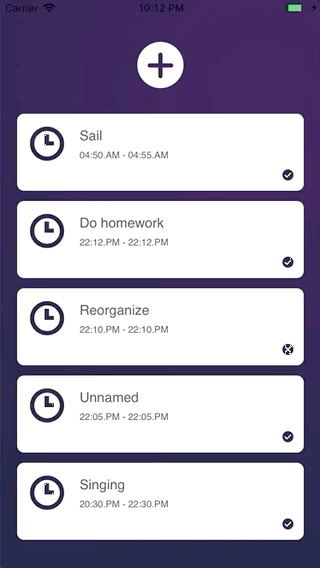 Carrier
10:12 PM
Sail
04:50.AM - 04:55.AM
Do homework
22:12.PM - 22:12.PM
Reorganize
22:10.PM - 22:10.PM
Unnamed
22:05.PM - 22:05.PM
Singing
20:30.PM - 22:30.PM